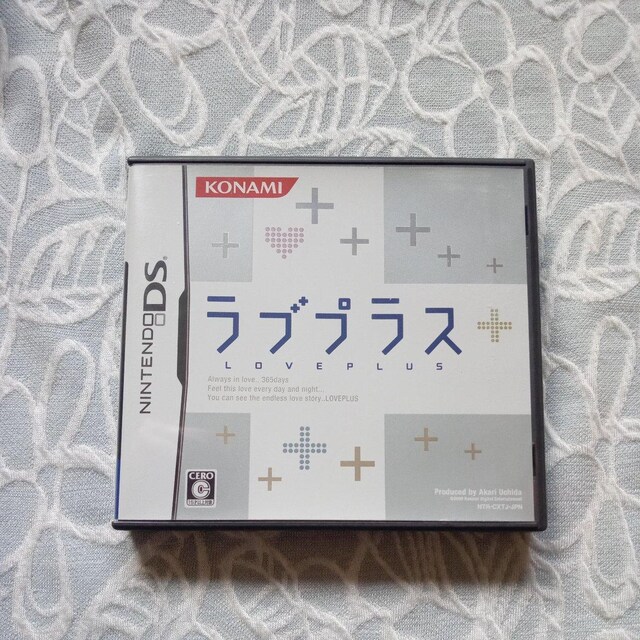 KONAMI
NINTENDO DS
ラブプラス
LOVEPLUS
Always in love.. 365days
Feel this love every day and night...
You can see the endless love story..LOVEPLUS
CERO
C
Produced by Akari Uchida
NTR-CXTJ-JPN